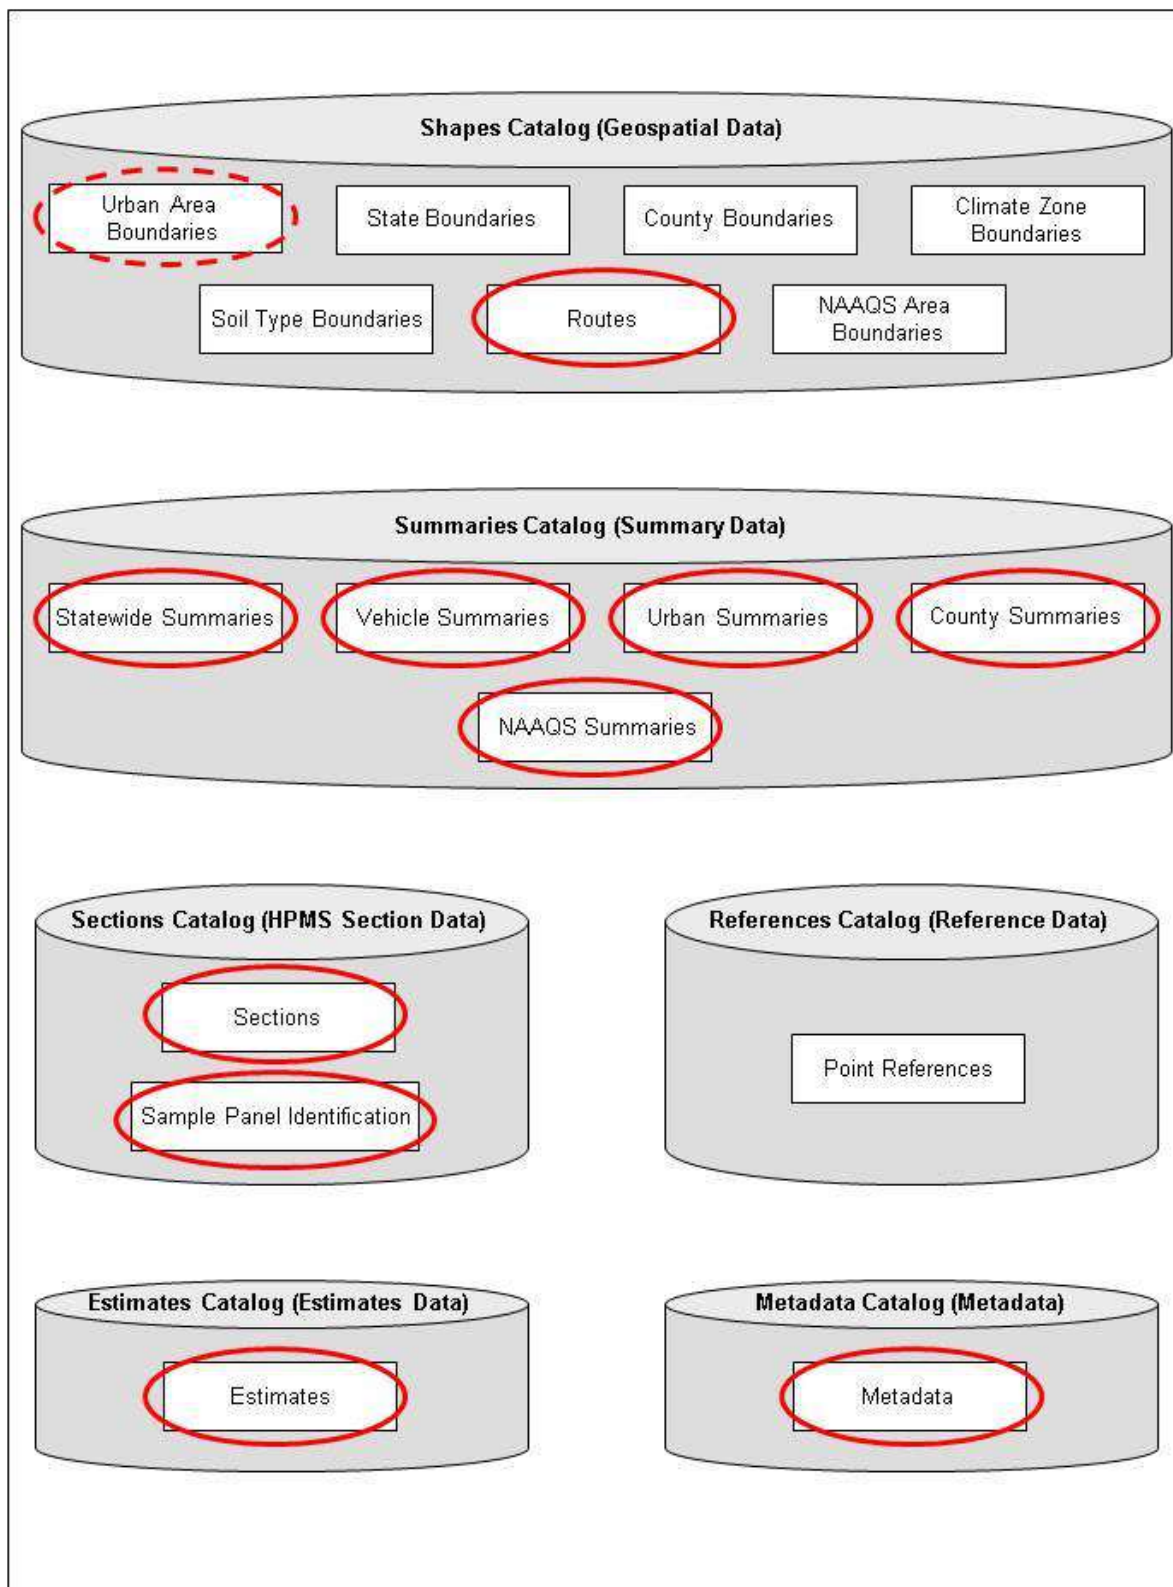 Shapes Catalog (Geospatial Data)
Urban Area
Boundaries
State Boundaries
County Boundaries
Climate Zone
Boundaries
Soil Type Boundaries
Routes
NAAQS Area
Boundaries
Summaries Catalog (Summary Data)
Statewide Summaries
Vehicle Summaries
Urban Summaries
County Summaries
NAAQS Summaries
Sections Catalog (HPMS Section Data)
Sections
Sample Panel Identification
References Catalog (Reference Data)
Point References
Estimates Catalog (Estimates Data)
Estimates
Metadata Catalog (Metadata)
Metadata